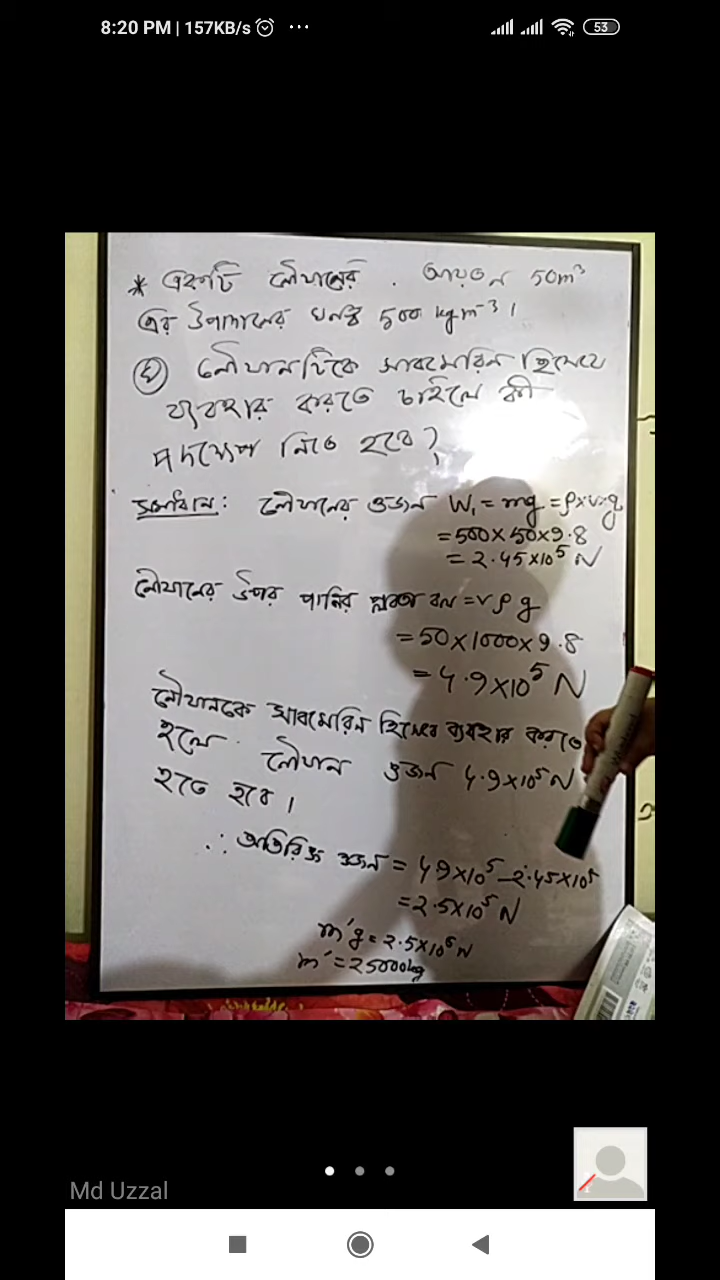 8:20 PM | 157KB/s ...
53
* একটি নৌযানের . আয়তন 50m³
এর উপাদানের ঘনত্ব 500 kgm⁻³।
ঘ নৌযানটিকে সাবমেরিন হিসেবে
ব্যবহার করতে চাইলে কী
পদক্ষেপ নিতে হবে?
সমাধান: নৌযানের ওজন W₁ = mg = ρ×v×g
= 500×50×9.8
= 2.45×10⁵ N
নৌযানের উপর পানির প্লবতা বল = vρg
= 50×1000×9.8
= 4.9×10⁵ N
নৌযানকে সাবমেরিন হিসেবে ব্যবহার করতে
হলে নৌযান ওজন 4.9×10⁵ N
হতে হবে।
∴ অতিরিক্ত ওজন = 4.9×10⁵ - 2.45×10⁵
= 2.5×10⁵ N
m'g = 2.5×10⁵ N
m' = 25000kg
Md Uzzal